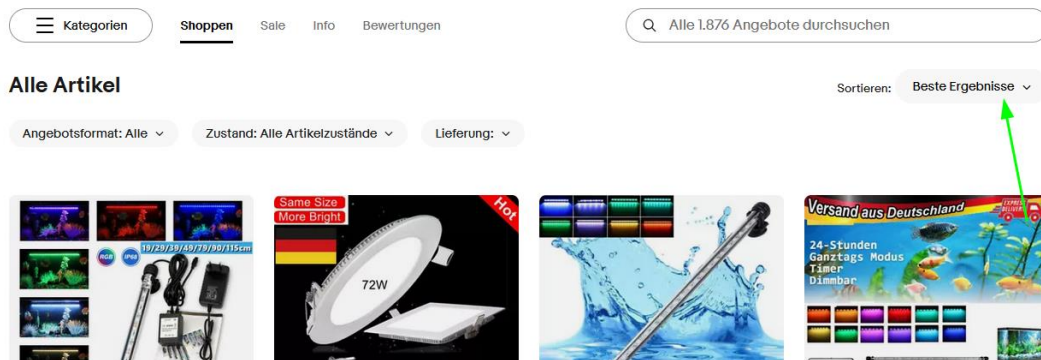 Kategorien
Shoppen
Sale
Info
Bewertungen
Alle 1.876 Angebote durchsuchen
Alle Artikel
Sortieren:
Beste Ergebnisse
Angebotsformat: Alle
Zustand: Alle Artikelzustände
Lieferung:
19/29/39/49/79/90/115cm
RGB
IP68
Same Size
More Bright
Hot
72W
Versand aus Deutschland
EXPRESS
DELIVERY
24-Stunden
Ganztags Modus
Timer
Dimmbar